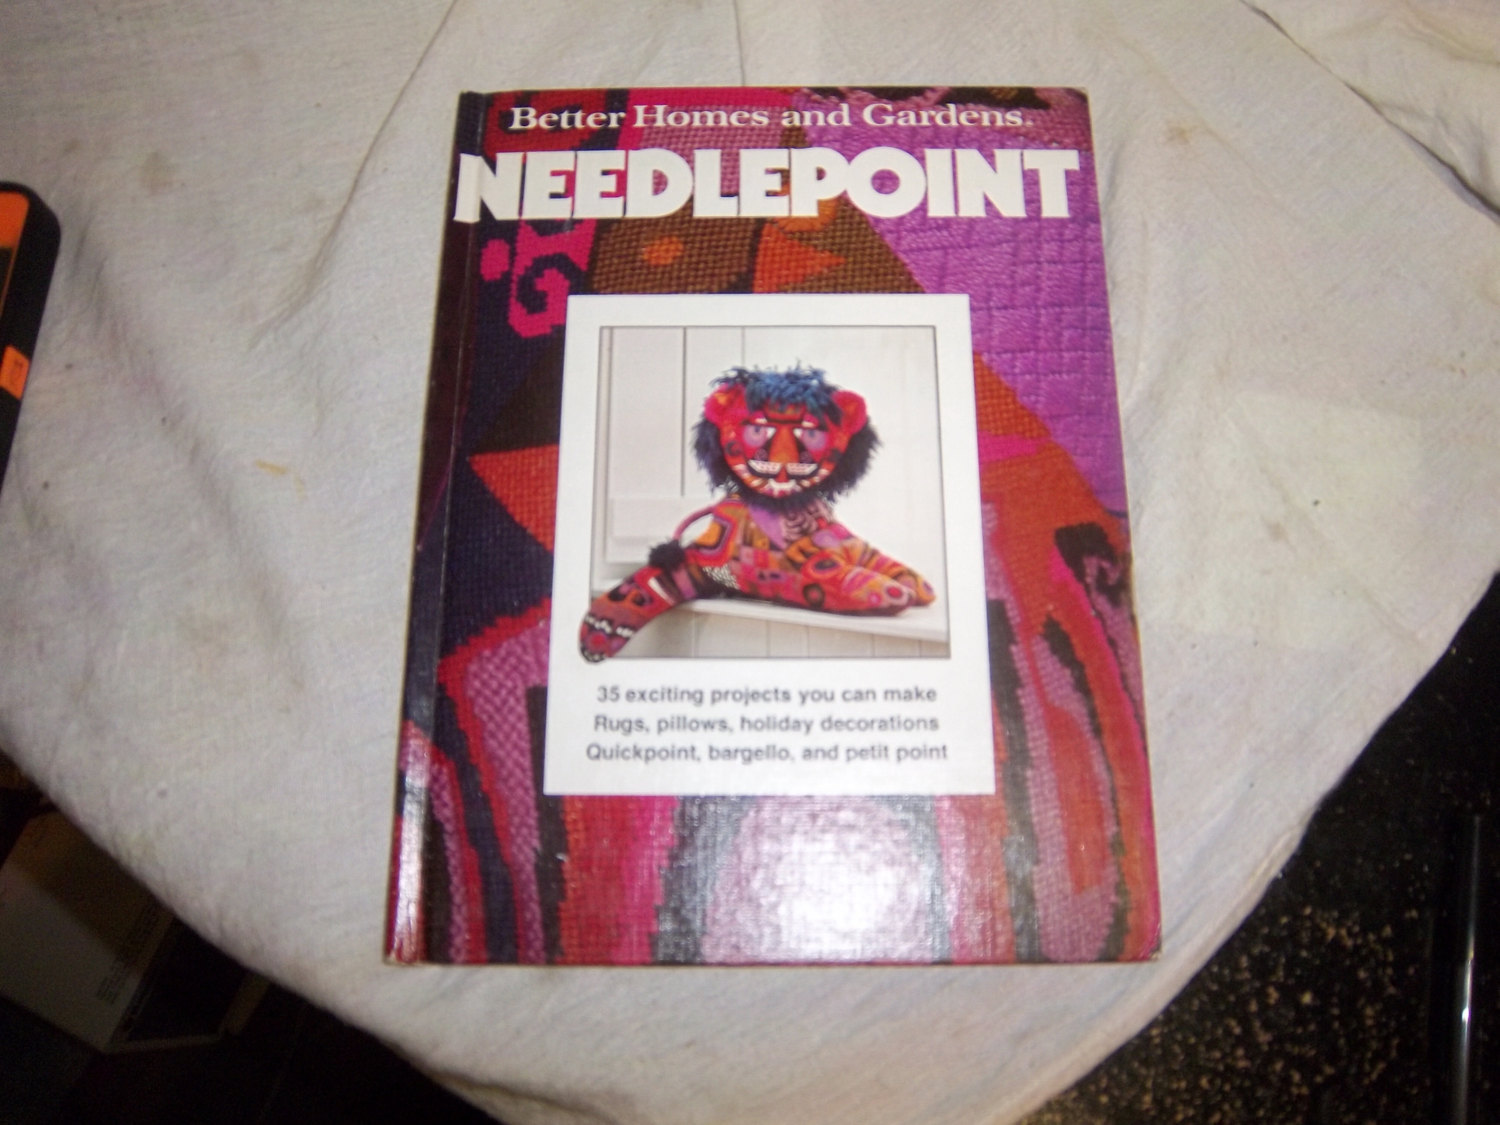 Better Homes and Gardens.
NEEDLEPOINT
35 exciting projects you can make
Rugs, pillows, holiday decorations
Quickpoint, bargello, and petit point